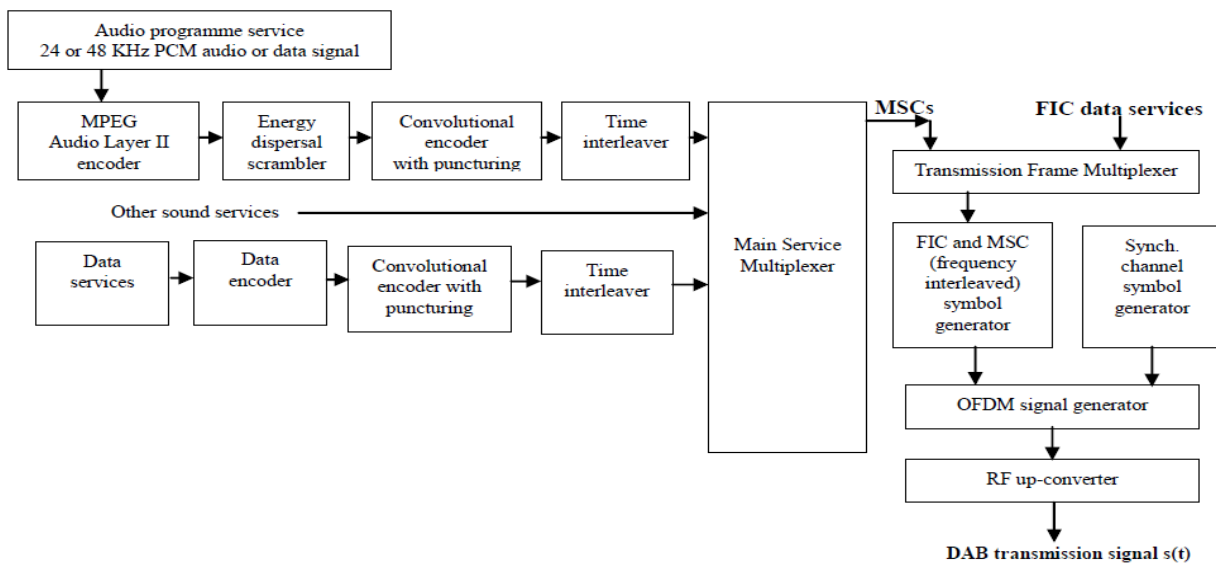 Audio programme service
24 or 48 KHz PCM audio or data signal
MPEG
Audio Layer II
encoder
Energy
dispersal
scrambler
Convolutional
encoder
with puncturing
Time
interleaver
Other sound services
Data
services
Data
encoder
Convolutional
encoder with
puncturing
Time
interleaver
Main Service
Multiplexer
MSCs
FIC data services
Transmission Frame Multiplexer
FIC and MSC
(frequency
interleaved)
symbol
generator
Synch.
channel
symbol
generator
OFDM signal generator
RF up-converter
DAB transmission signal s(t)